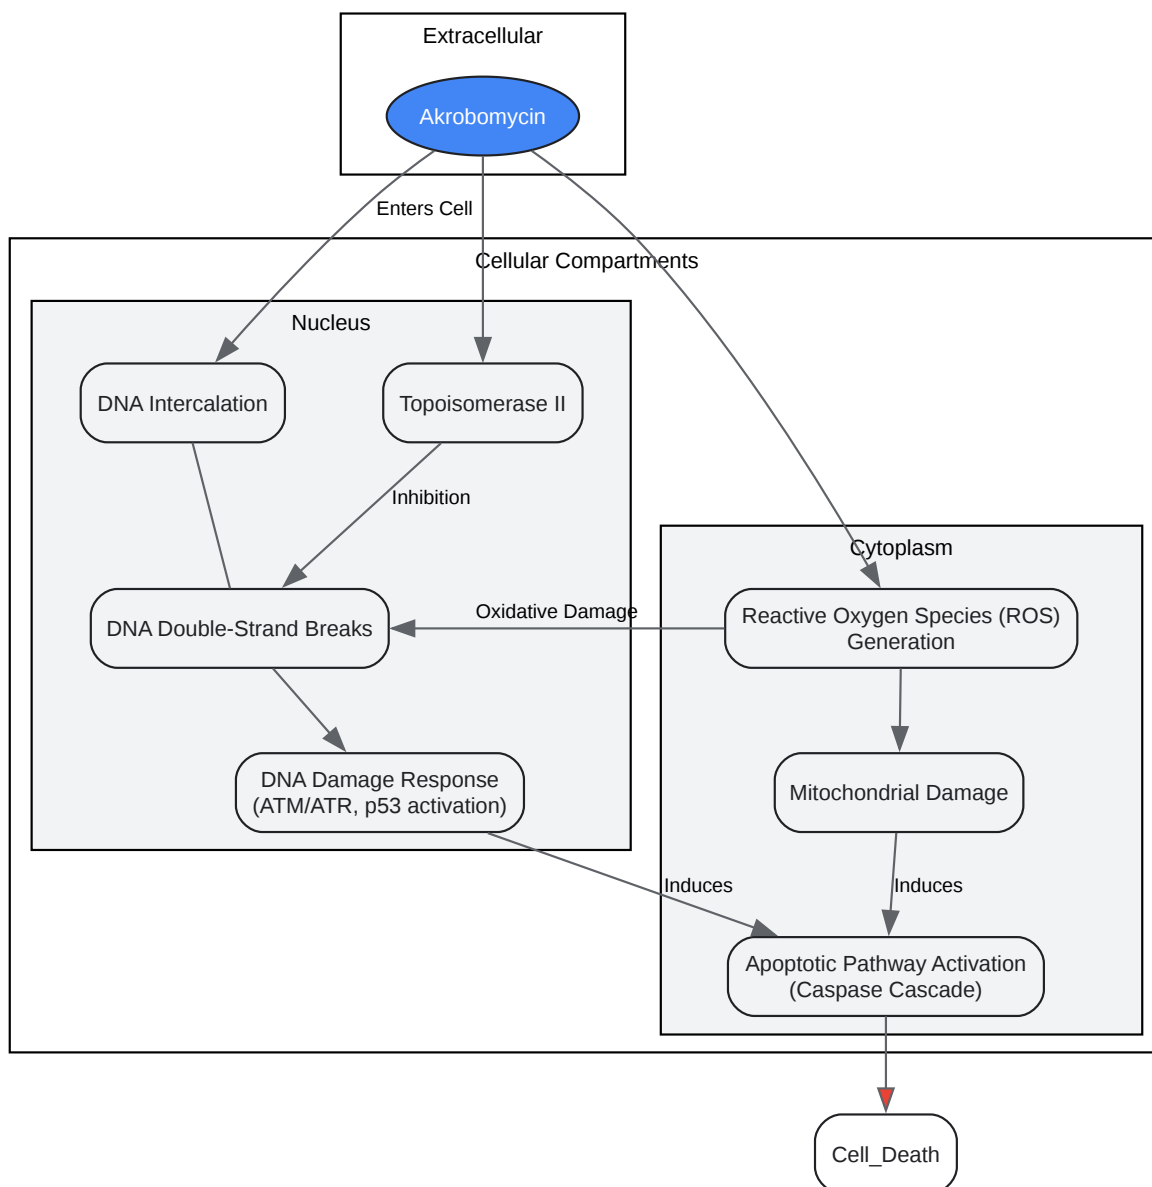 Extracellular
Akrobomycin
Enters Cell
Cellular Compartments
Nucleus
DNA Intercalation
Topoisomerase II
Inhibition
Cytoplasm
DNA Double-Strand Breaks
Oxidative Damage
Reactive Oxygen Species (ROS)
Generation
DNA Damage Response
(ATM/ATR, p53 activation)
Mitochondrial Damage
Induces
Induces
Apoptotic Pathway Activation
(Caspase Cascade)
Cell_Death